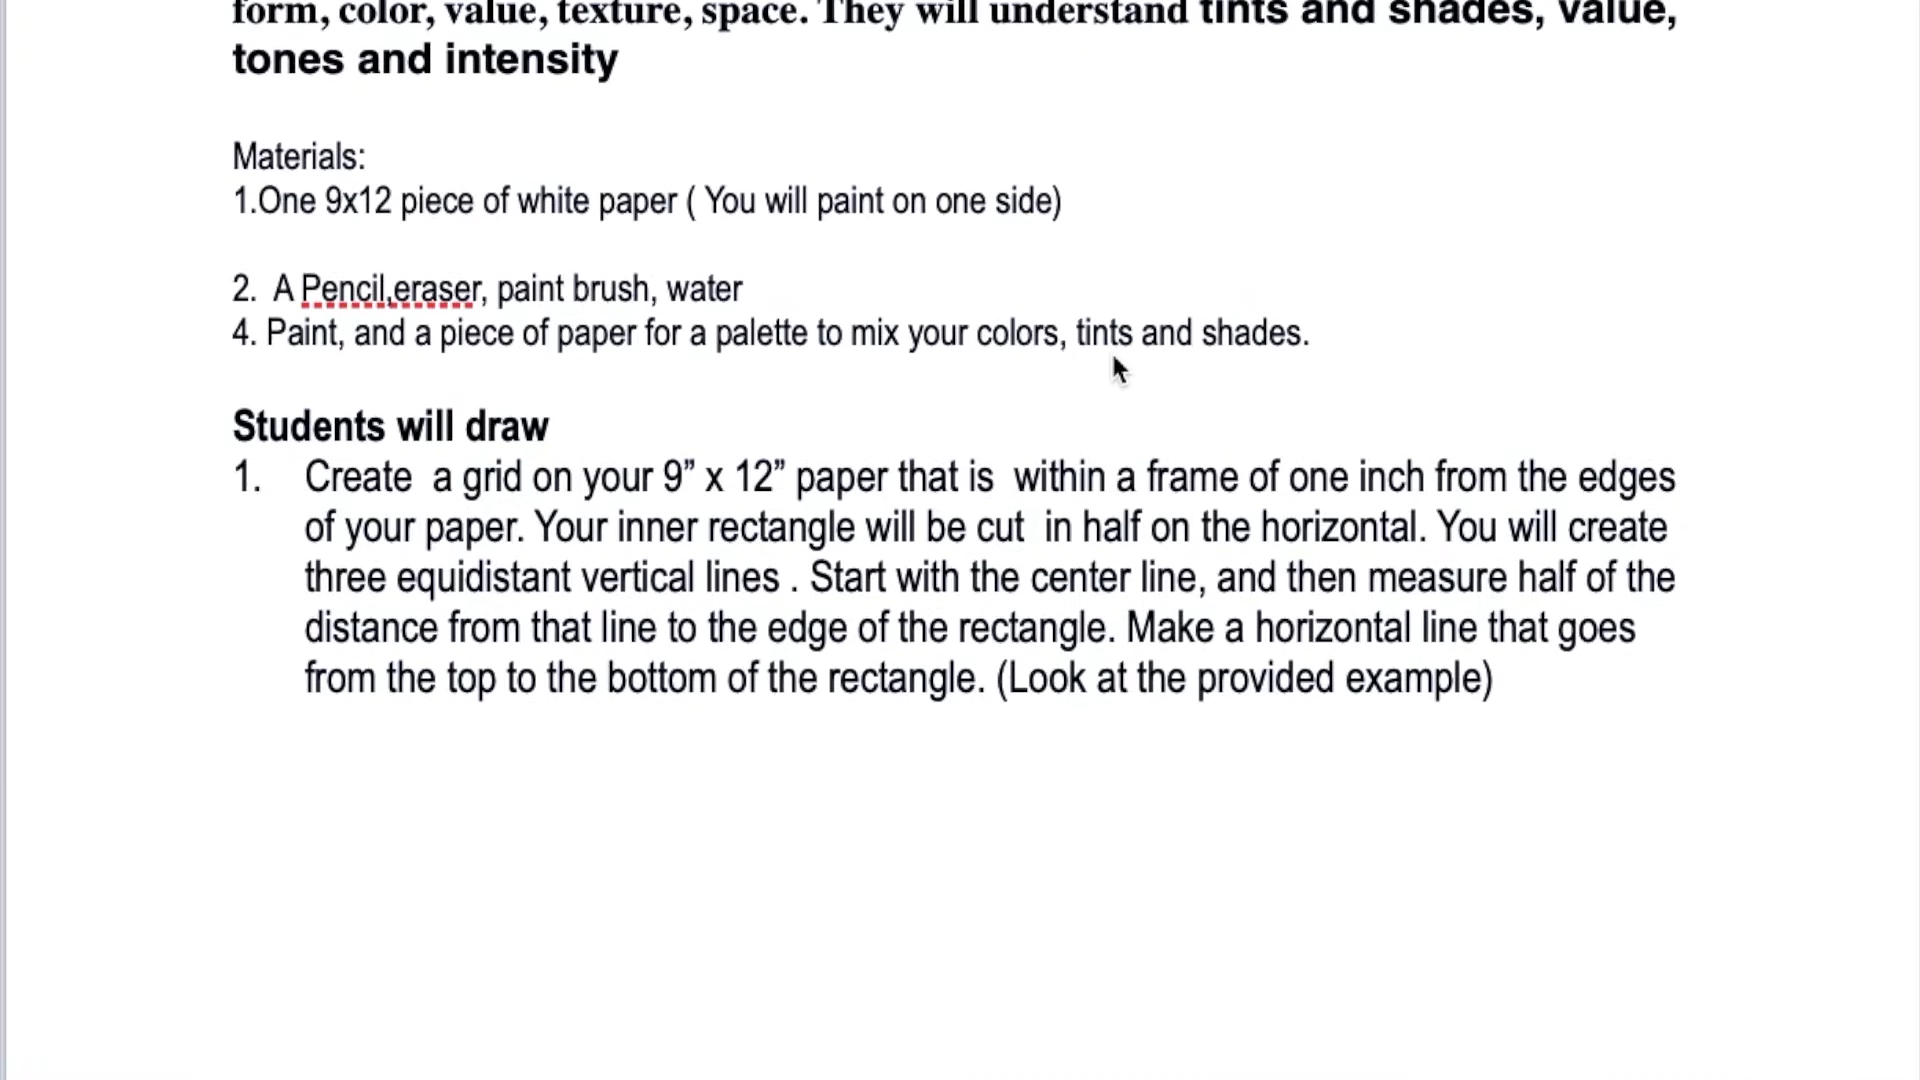 form, color, value, texture, space. They will understand tints and shades, value,
tones and intensity
Materials:
1.One 9x12 piece of white paper ( You will paint on one side)
2.  A Pencil,eraser, paint brush, water
4. Paint, and a piece of paper for a palette to mix your colors, tints and shades.
Students will draw
1. Create  a grid on your 9” x 12” paper that is  within a frame of one inch from the edges
of your paper. Your inner rectangle will be cut  in half on the horizontal. You will create
three equidistant vertical lines . Start with the center line, and then measure half of the
distance from that line to the edge of the rectangle. Make a horizontal line that goes
from the top to the bottom of the rectangle. (Look at the provided example)